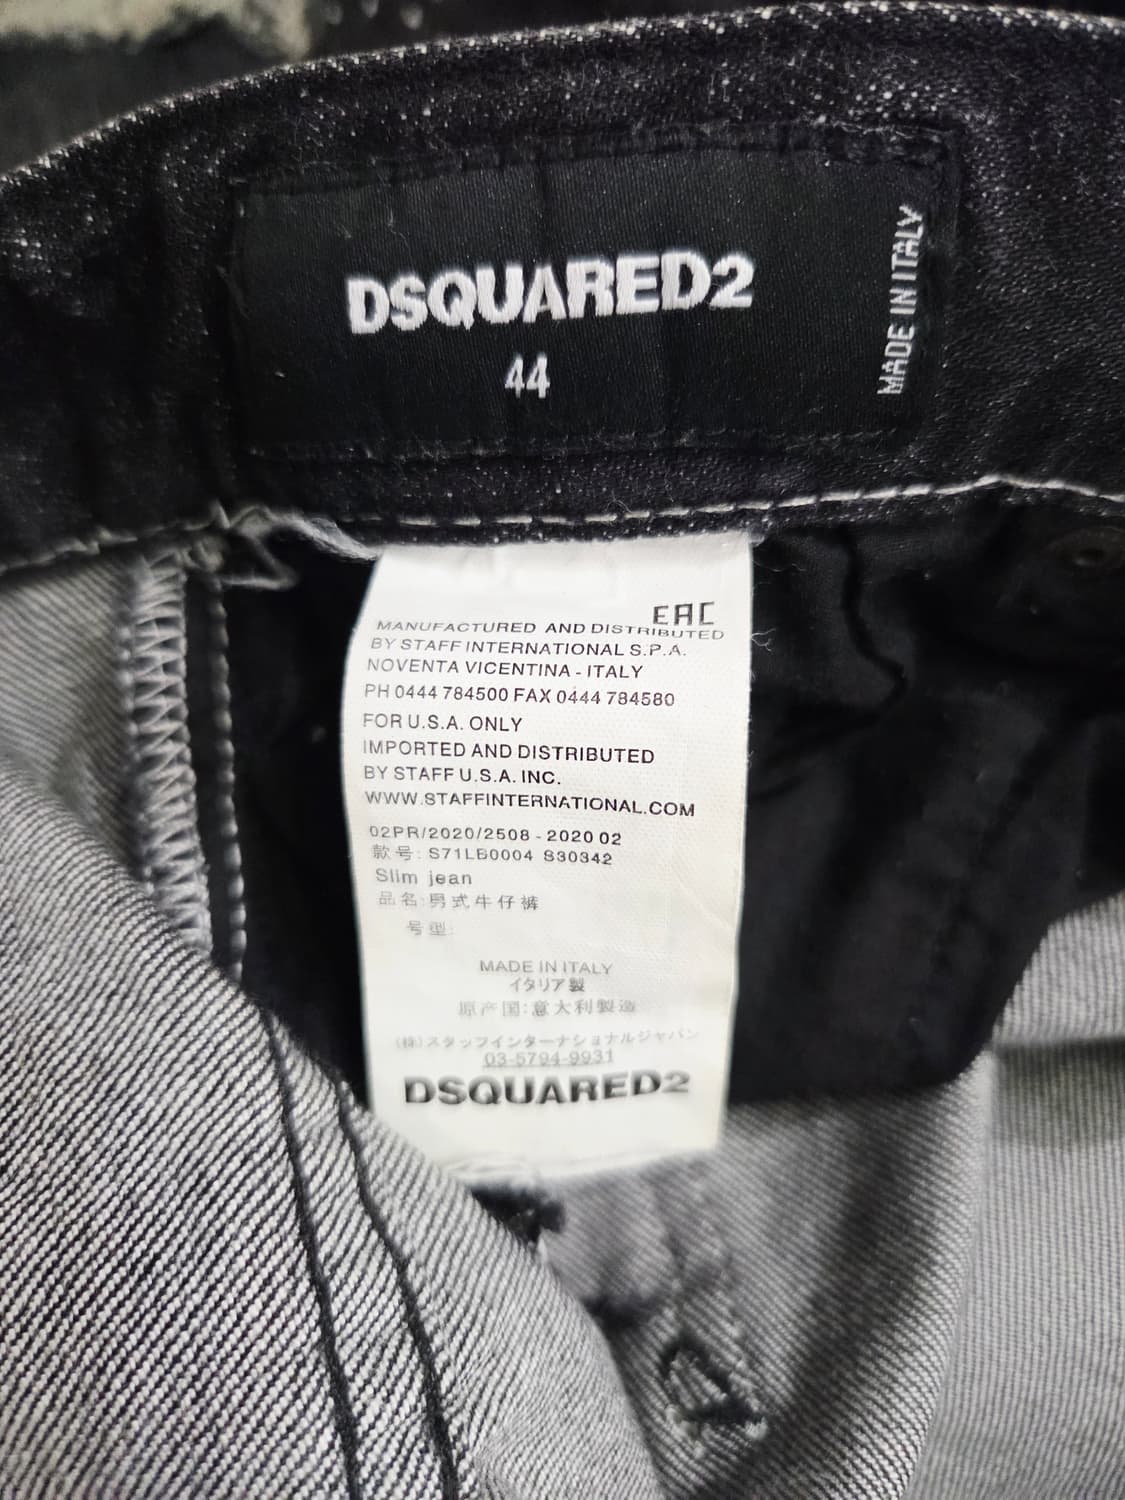 DSQUARED2
44
MADE IN ITALY
EAC
MANUFACTURED AND DISTRIBUTED
BY STAFF INTERNATIONAL S.P.A.
NOVENTA VICENTINA - ITALY
PH 0444 784500 FAX 0444 784580
FOR U.S.A. ONLY
IMPORTED AND DISTRIBUTED
BY STAFF U.S.A. INC.
WWW.STAFFINTERNATIONAL.COM
02PR/2020/2508 - 2020 02
款号: S71LB0004 S30342
Slim jean
品名:男式牛仔裤
号型:
MADE IN ITALY
イタリア製
原产国:意大利製造
(株)スタッフインターナショナルジャパン
03-5794-9931
DSQUARED2